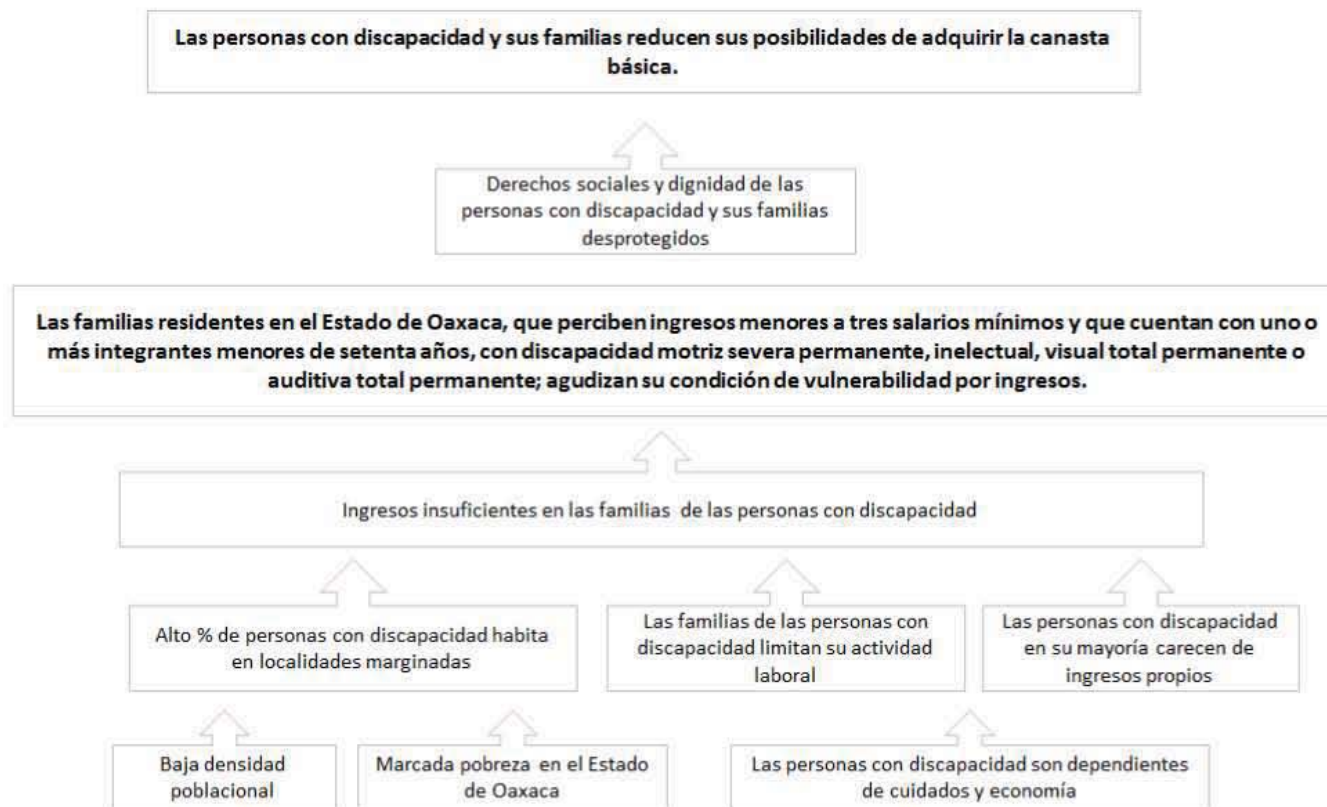 Las personas con discapacidad y sus familias reducen sus posibilidades de adquirir la canasta
básica.
Derechos sociales y dignidad de las
personas con discapacidad y sus familias
desprotegidos
Las familias residentes en el Estado de Oaxaca, que perciben ingresos menores a tres salarios mínimos y que cuentan con uno o
más integrantes menores de setenta años, con discapacidad motriz severa permanente, inelectual, visual total permanente o
auditiva total permanente; agudizan su condición de vulnerabilidad por ingresos.
Ingresos insuficientes en las familias de las personas con discapacidad
Alto % de personas con discapacidad habita
en localidades marginadas
Las familias de las personas con
discapacidad limitan su actividad
laboral
Las personas con discapacidad
en su mayoría carecen de
ingresos propios
Baja densidad
poblacional
Marcada pobreza en el Estado
de Oaxaca
Las personas con discapacidad son dependientes
de cuidados y economía